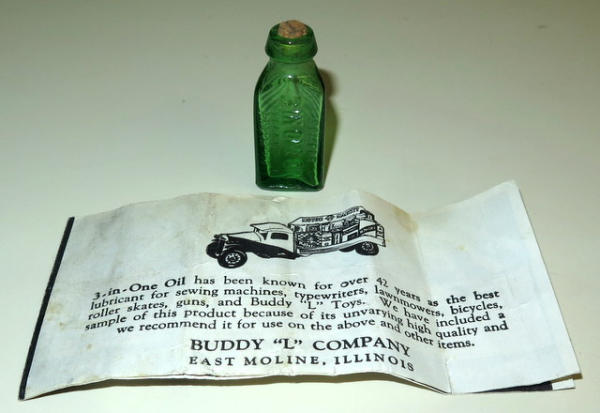 3-in-One Oil has been known for over 42 years as the best
lubricant for sewing machines, typewriters, lawnmowers, bicycles,
roller skates, guns, and Buddy "L" Toys. We have included a
sample of this product because of its unvarying high quality and
we recommend it for use on the above and other items.
BUDDY "L" COMPANY
EAST MOLINE, ILLINOIS